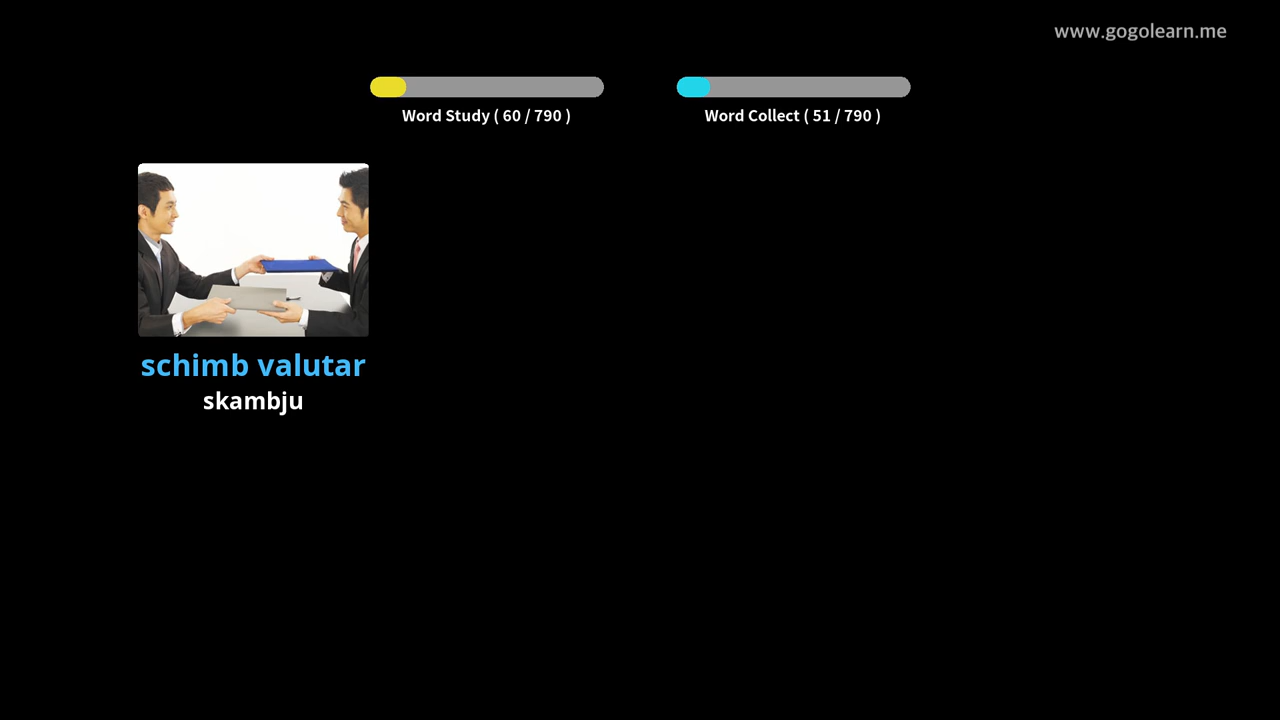 www.gogolearn.me
Word Study ( 60 / 790 )
Word Collect ( 51 / 790 )
schimb valutar
skambju